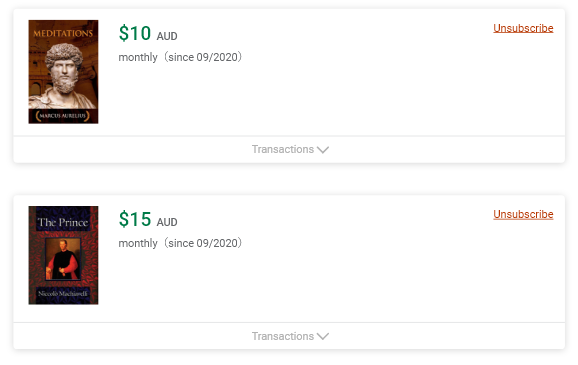 MEDITATIONS
MARCUS AURELIUS
$10 AUD
monthly（since 09/2020）
Unsubscribe
Transactions
The Prince
Niccolò Machiavelli
$15 AUD
monthly（since 09/2020）
Unsubscribe
Transactions